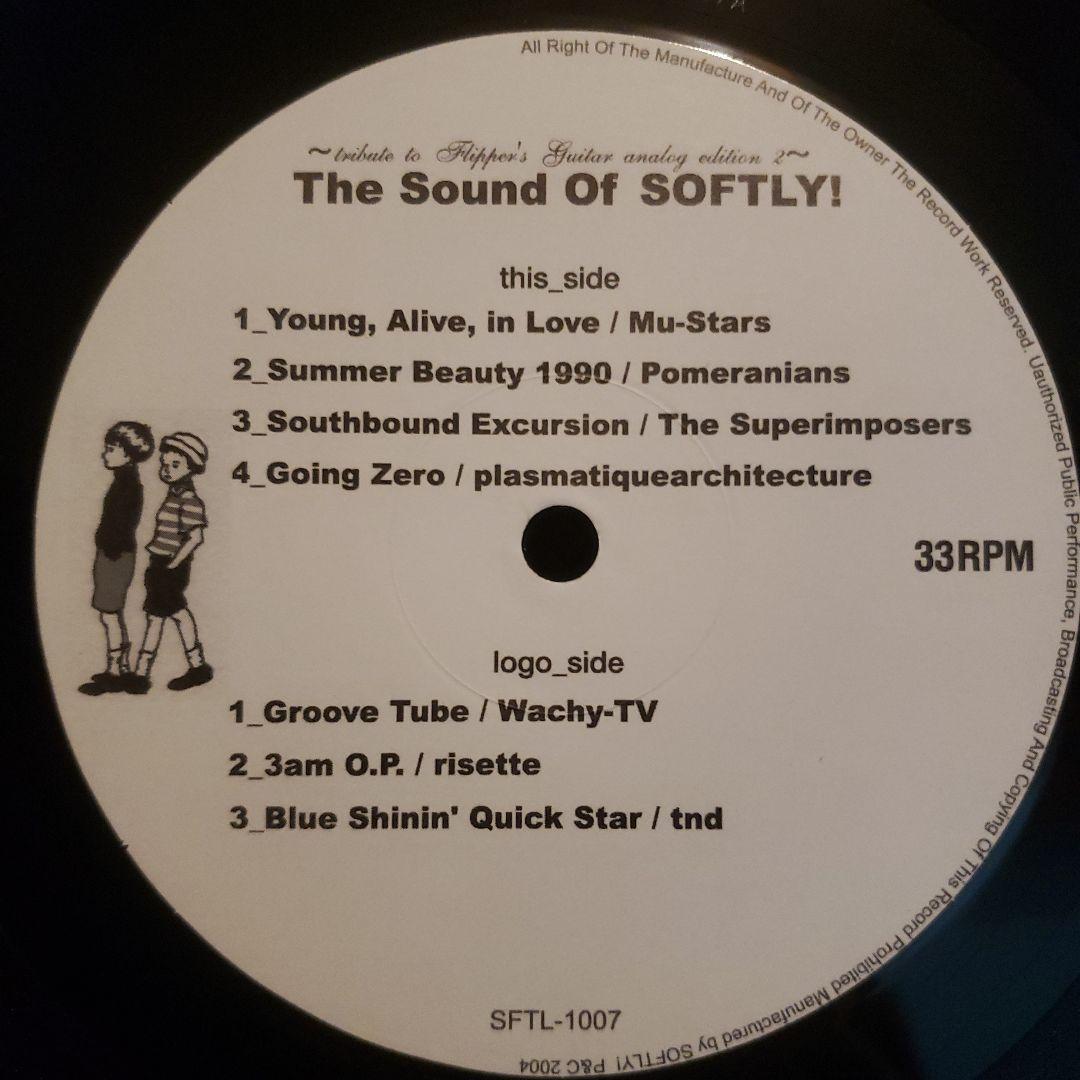 All Right Of The Manufacture And Of The Owner The Record Work Reserved. Uauthorized Public Performance, Broadcasting And Copying Of This Record Prohibited Manufactured by SOFTLY! P&C 2004
~tribute to Flipper's Guitar analog edition 2~
The Sound Of SOFTLY!
this_side
1_Young, Alive, in Love / Mu-Stars
2_Summer Beauty 1990 / Pomeranians
3_Southbound Excursion / The Superimposers
4_Going Zero / plasmatiquearchitecture
33RPM
logo_side
1_Groove Tube / Wachy-TV
2_3am O.P. / risette
3_Blue Shinin' Quick Star / tnd
SFTL-1007